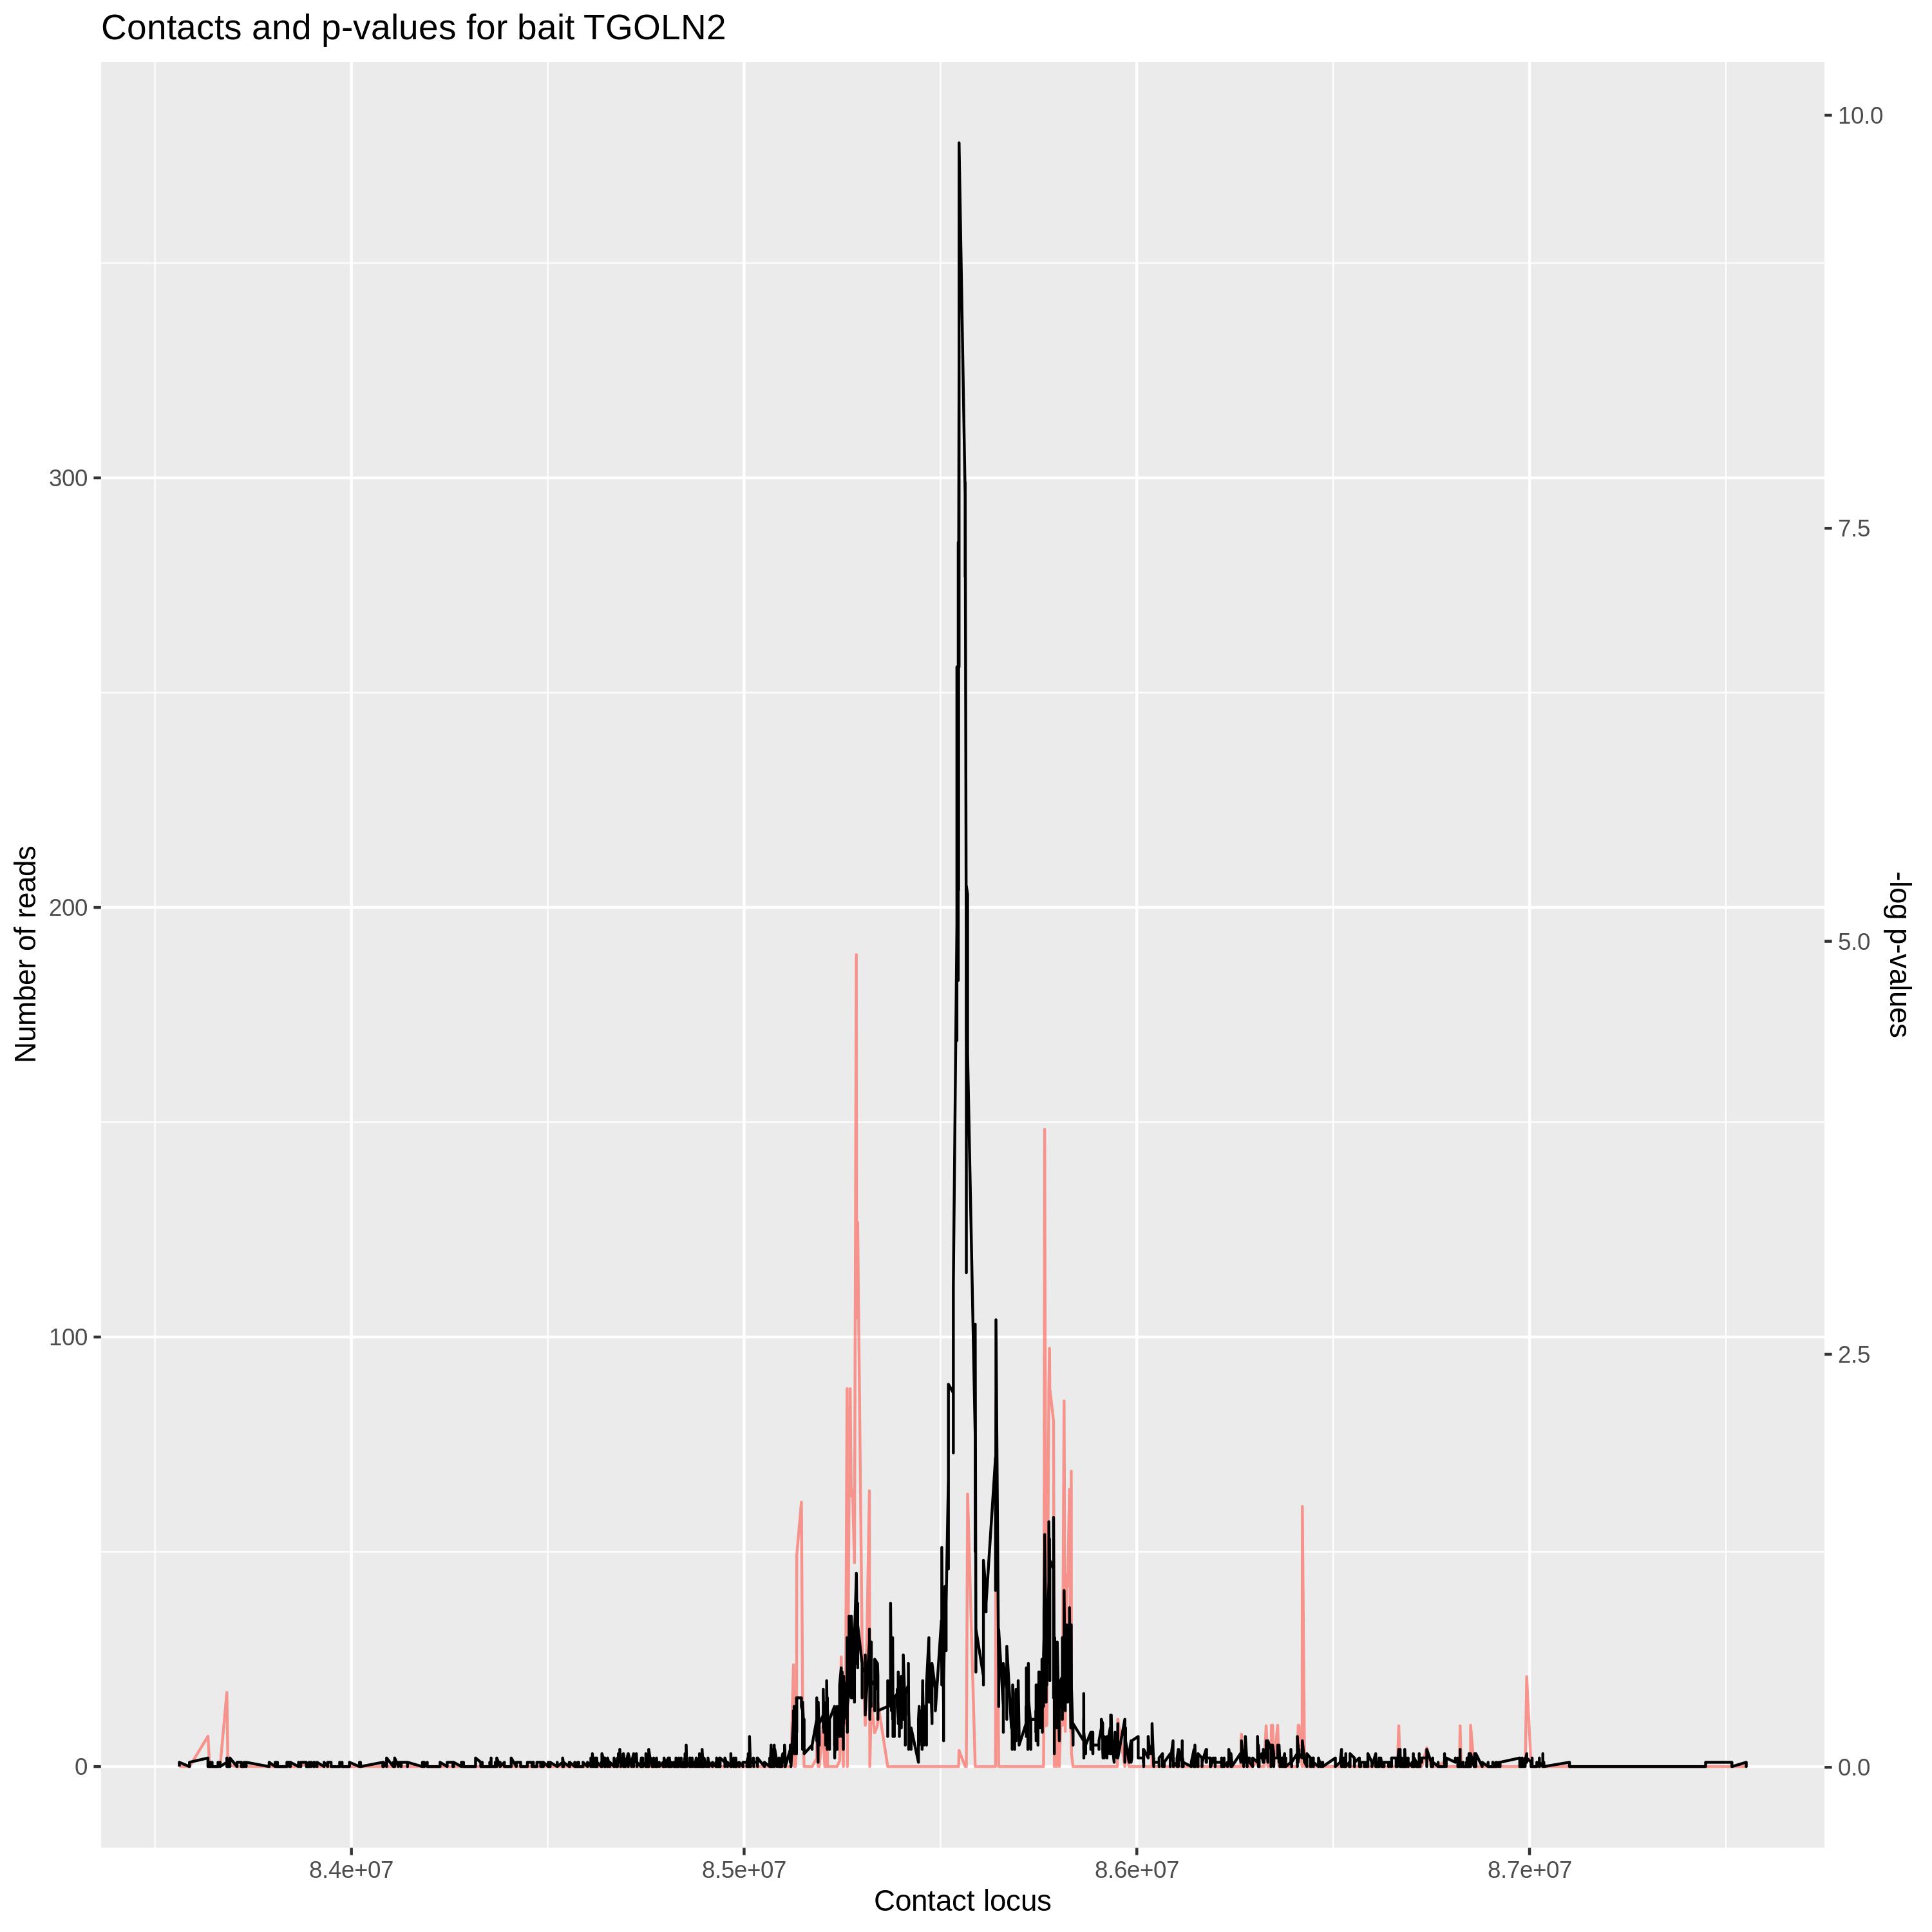 Contacts and p-values for bait TGOLN2
Number of reads
300
200
100
0
10.0
7.5
5.0
2.5
0.0
-log p-values
8.4e+07
8.5e+07
8.6e+07
8.7e+07
Contact locus